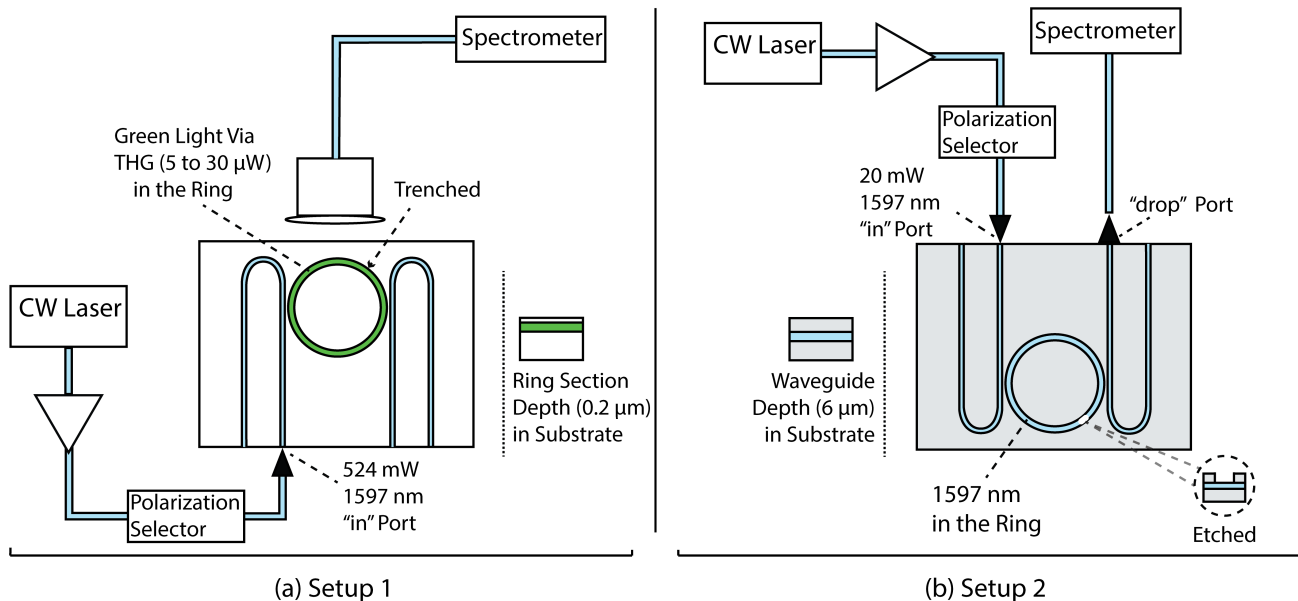 Spectrometer
Green Light Via
THG (5 to 30 µW)
in the Ring
Trenched
CW Laser
Ring Section
Depth (0.2 µm)
in Substrate
524 mW
1597 nm
“in” Port
Polarization
Selector
(a) Setup 1
CW Laser
Spectrometer
Polarization
Selector
20 mW
1597 nm
“in” Port
“drop” Port
Waveguide
Depth (6 µm)
in Substrate
1597 nm
in the Ring
Etched
(b) Setup 2